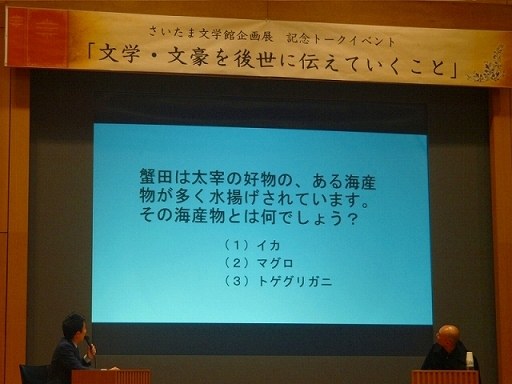 さいたま文学館企画展　記念トークイベント
「文学・文豪を後世に伝えていくこと」
蟹田は太宰の好物の、ある海産
物が多く水揚げされています。
その海産物とは何でしょう？
（１）イカ
（２）マグロ
（３）トゲグリガニ